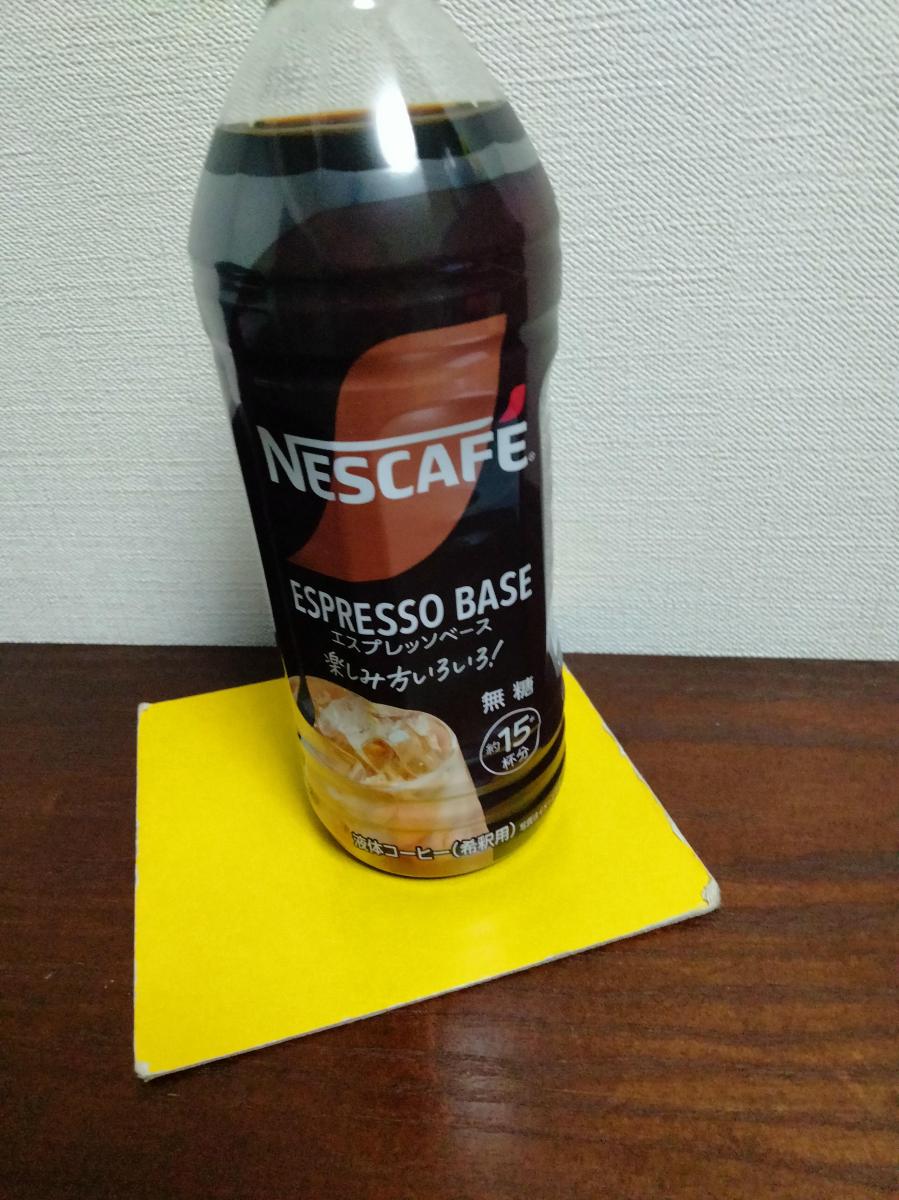 NESCAFÉ
ESPRESSO BASE
エスプレッソベース
楽しみ方いろいろ!
無糖
約15*
杯分
液体コーヒー(希釈用)